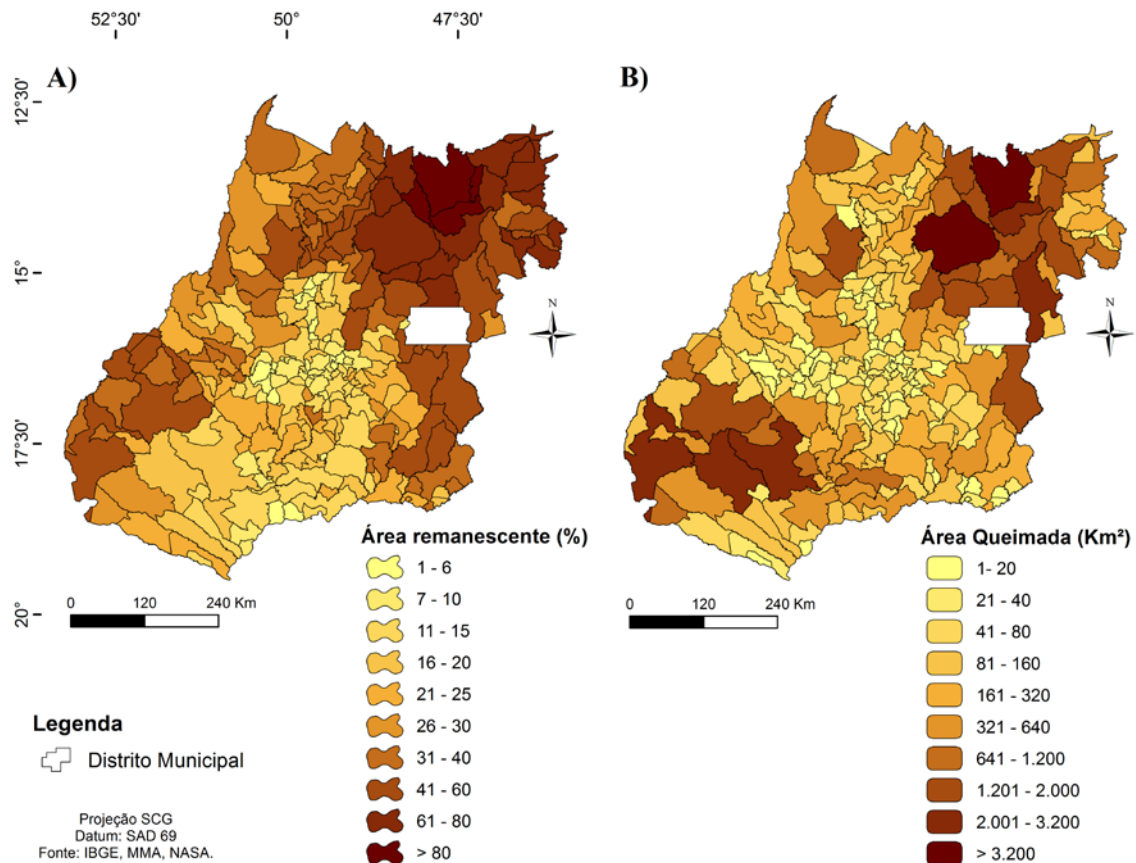 52°30'
50°
47°30'
A)
B)
12°30'
15°
17°30'
20°
N
N
Área remanescente (%)
1 - 6
7 - 10
11 - 15
16 - 20
21 - 25
26 - 30
31 - 40
41 - 60
61 - 80
> 80
Área Queimada (Km²)
1- 20
21 - 40
41 - 80
81 - 160
161 - 320
321 - 640
641 - 1.200
1.201 - 2.000
2.001 - 3.200
> 3.200
0 120 240 Km
0 120 240 Km
Legenda
Distrito Municipal
Projeção SCG
Datum: SAD 69
Fonte: IBGE, MMA, NASA.